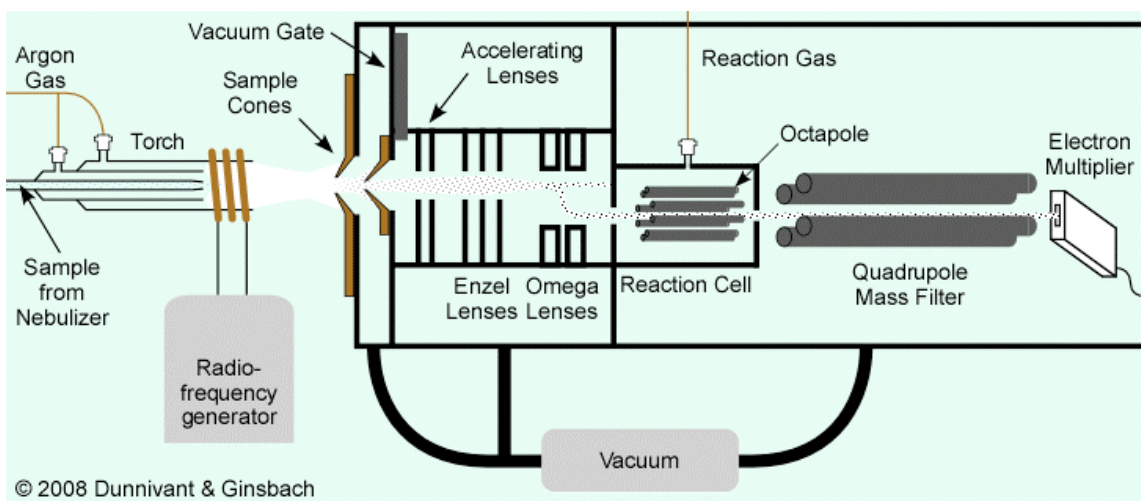 Argon
Gas
Torch
Sample
from
Nebulizer
Radio-
frequency
generator
Vacuum Gate
Sample
Cones
Accelerating
Lenses
Enzel
Lenses
Omega
Lenses
Reaction Gas
Octapole
Reaction Cell
Quadrupole
Mass Filter
Electron
Multiplier
Vacuum
© 2008 Dunnivant & Ginsbach